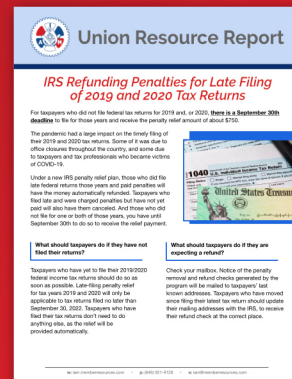 Union Resource Report
IRS Refunding Penalties for Late Filing
of 2019 and 2020 Tax Returns
For taxpayers who did not file federal tax returns for 2019 and, or 2020, there is a September 30th
deadline to file for those years and receive the penalty relief amount of about $750.
The pandemic had a large impact on the timely filing of
their 2019 and 2020 tax returns. Some of it was due to
office closures throughout the country, and some due
to taxpayers and tax professionals who became victims
of COVID-19.
Under a new IRS penalty relief plan, those who did file
late federal returns those years and paid penalties will
have the money automatically refunded. Taxpayers who
filed late and were charged penalties but have not yet
paid will also have them canceled. And those who did
not file for one or both of those years, you have until
September 30th to do so to receive the relief payment.
1040
United States Treasu
What should taxpayers do if they have not
filed their returns?
Taxpayers who have yet to file their 2019/2020
federal income tax returns should do so as
soon as possible. Late-filing penalty relief
for tax years 2019 and 2020 will only be
applicable to tax returns filed no later than
September 30, 2022. Taxpayers who have
filed their tax returns don't need to do
anything else, as the relief will be
provided automatically.
What should taxpayers do if they are
expecting a refund?
Check your mailbox. Notice of the penalty
removal and refund checks generated by the
program will be mailed to taxpayers' last
known addresses. Taxpayers who have moved
since filing their latest tax return should update
their mailing addresses with the IRS, to receive
their refund check at the correct place.